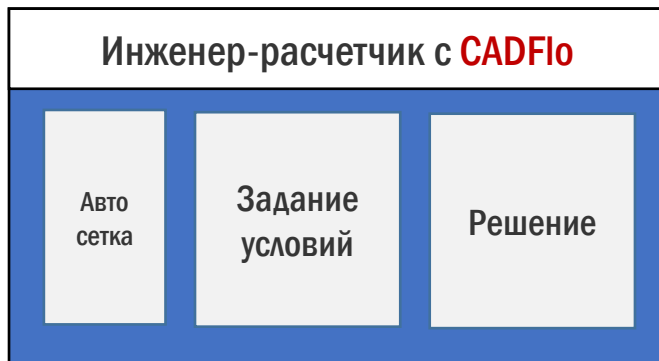 Инженер-расчетчик с CADFlo
Авто
сетка
Задание
условий
Решение